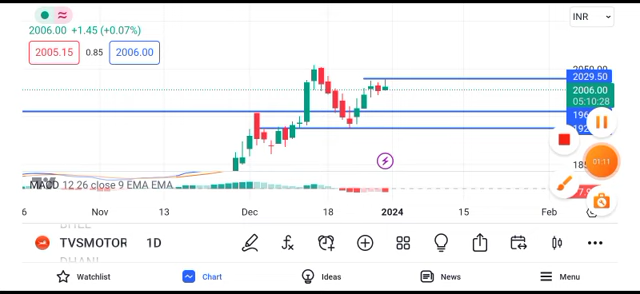 INR
2006.00 +1.45 (+0.07%)
2005.15 0.85 2006.00
2029.50
2006.00
05:10:28
01:11
MACD 12 26 close 9 EMA EMA
6 Nov 13 Dec 18 2024 15 Feb
TVSMOTOR 1D
Watchlist Chart Ideas News Menu